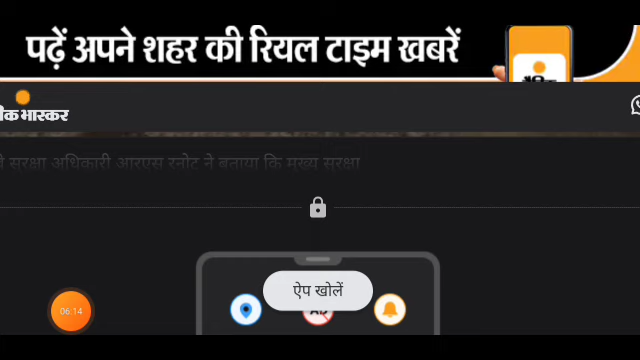 पढ़ें अपने शहर की रियल टाइम खबरें
क भास्कर
सुरक्षा अधिकारी आरएस रनोट ने बताया कि मुख्य सुरक्षा
ऐप खोलें
06:14